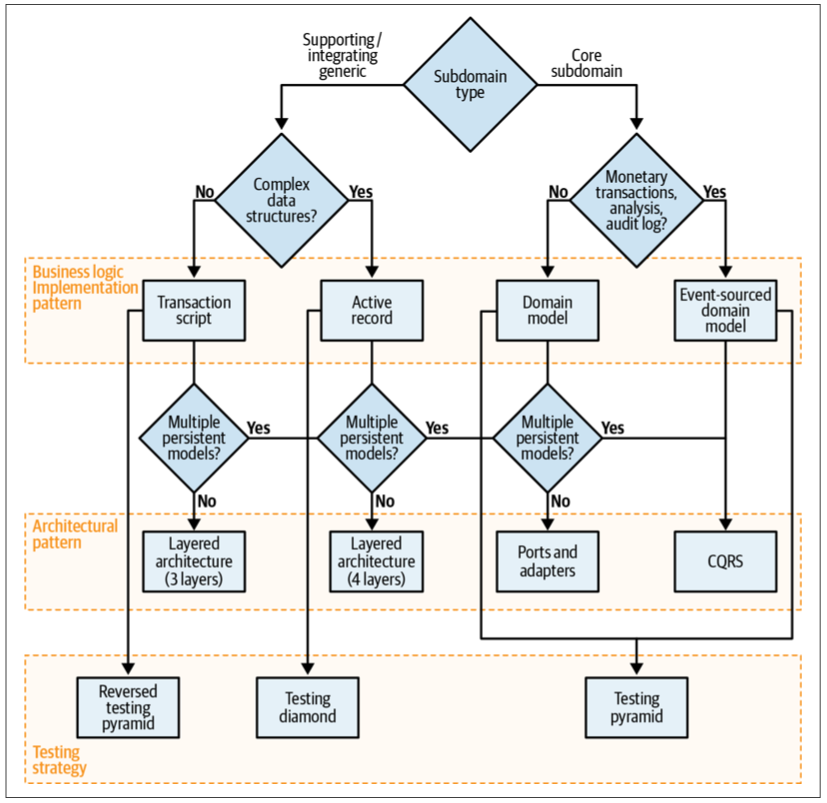 Supporting/
integrating
generic
Subdomain
type
Core
subdomain
No
Complex
data
structures?
Yes
No
Monetary
transactions,
analysis,
audit log?
Yes
Business logic
Implementation
pattern
Transaction
script
Active
record
Domain
model
Event-sourced
domain
model
Multiple
persistent
models?
Yes
Multiple
persistent
models?
Yes
Multiple
persistent
models?
Yes
No
No
No
Architectural
pattern
Layered
architecture
(3 layers)
Layered
architecture
(4 layers)
Ports and
adapters
CQRS
Reversed
testing
pyramid
Testing
diamond
Testing
pyramid
Testing
strategy